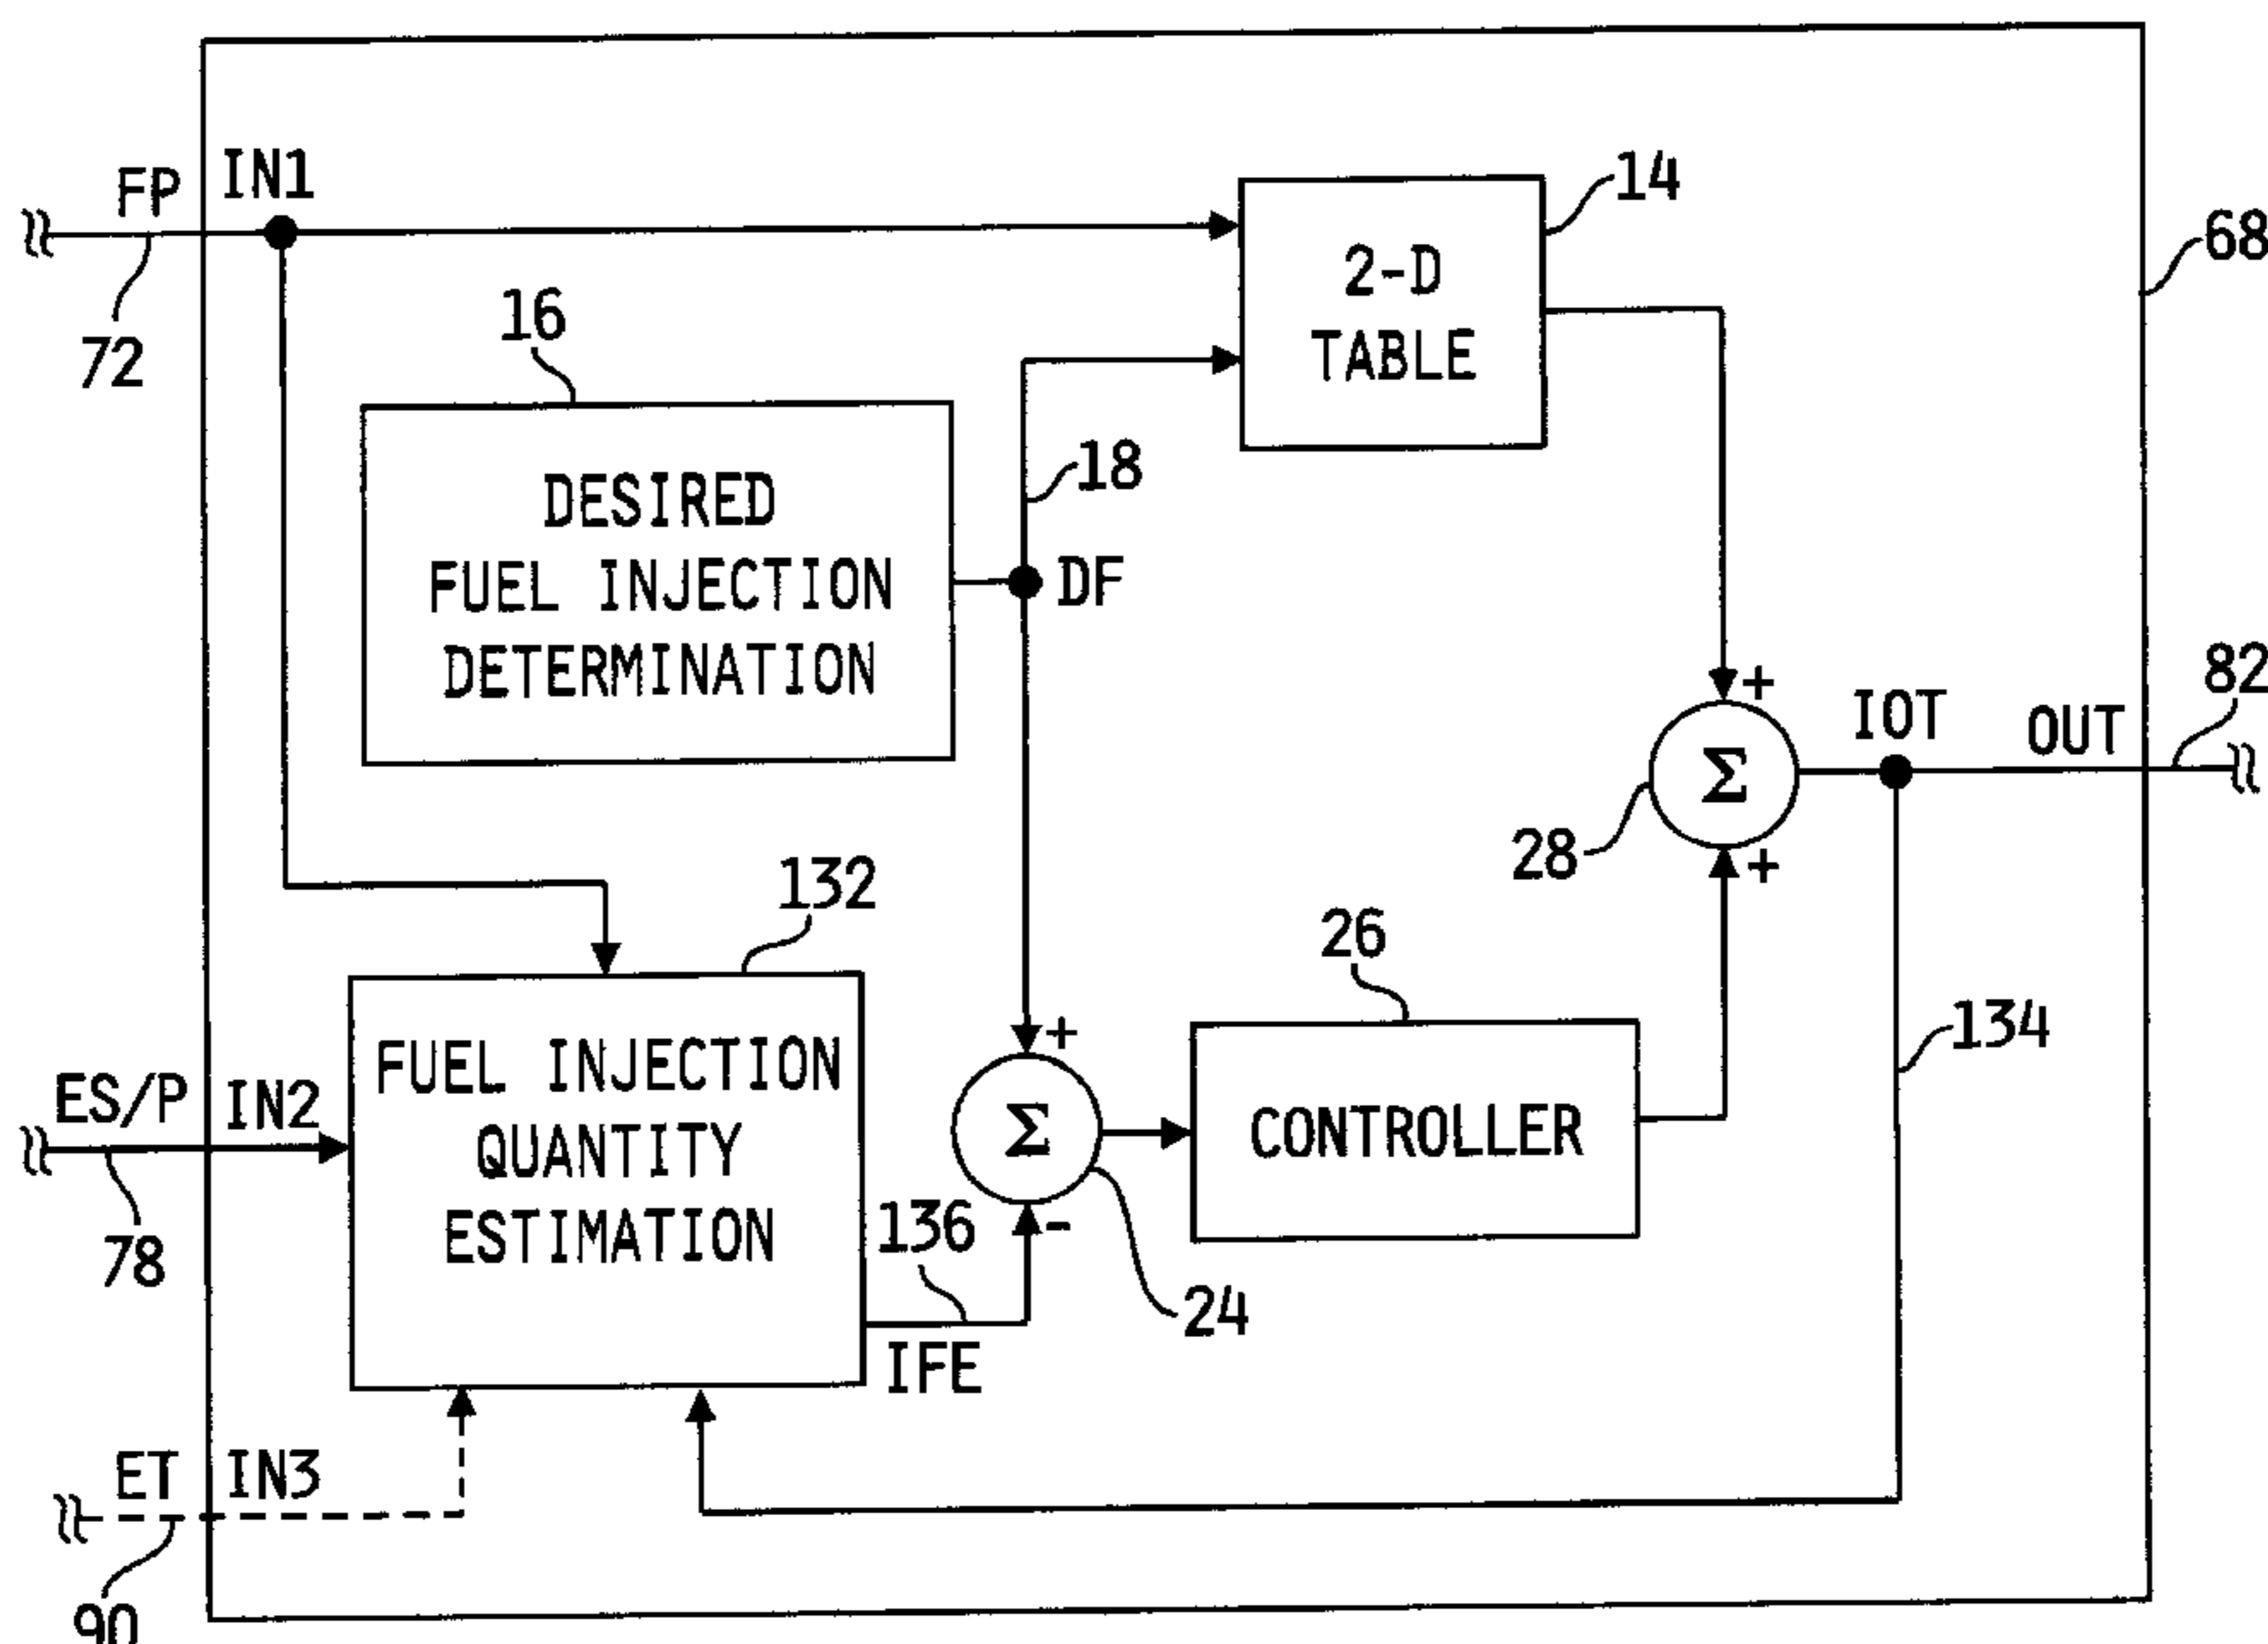 FP
IN1
72
16
14
68
2-D
TABLE
18
DESIRED
FUEL INJECTION
DETERMINATION
DF
+
Σ
28
+
IOT
OUT
82
132
26
134
ES/P
IN2
78
FUEL INJECTION
QUANTITY
ESTIMATION
+
Σ
-
24
CONTROLLER
136
IFE
ET
IN3
90